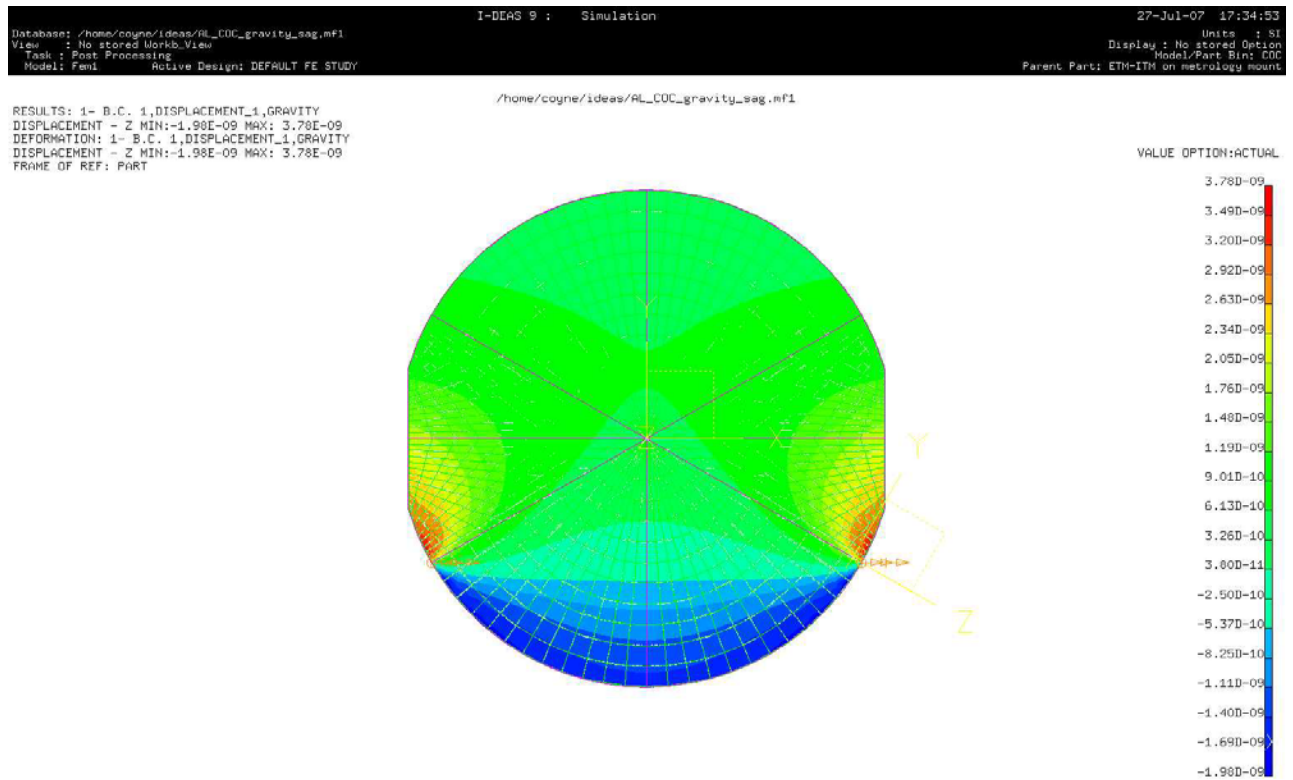 I-DEAS 9 : Simulation
27-Jul-07 17:34:53
Database: /home/coyne/ideas/AL_COC_gravity_sag.mf1
View : No stored Workb_View
Task : Post Processing
Model: Fem1 Active Design: DEFAULT FE STUDY
Units : SI
Display : No stored Option
Model/Part Bin: COC
Parent Part: ETM-ITM on metrology mount
/home/coyne/ideas/AL_COC_gravity_sag.mf1
RESULTS: 1- B.C. 1,DISPLACEMENT_1,GRAVITY
DISPLACEMENT - Z MIN:-1.98E-09 MAX: 3.78E-09
DEFORMATION: 1- B.C. 1,DISPLACEMENT_1,GRAVITY
DISPLACEMENT - Z MIN:-1.98E-09 MAX: 3.78E-09
FRAME OF REF: PART
VALUE OPTION:ACTUAL
3.78D-09
3.49D-09
3.20D-09
2.92D-09
2.63D-09
2.34D-09
2.05D-09
1.76D-09
1.48D-09
1.19D-09
9.01D-10
6.13D-10
3.26D-10
3.80D-11
-2.50D-10
-5.37D-10
-8.25D-10
-1.11D-09
-1.40D-09
-1.69D-09
-1.98D-09
Y
X
Z
Y
Z